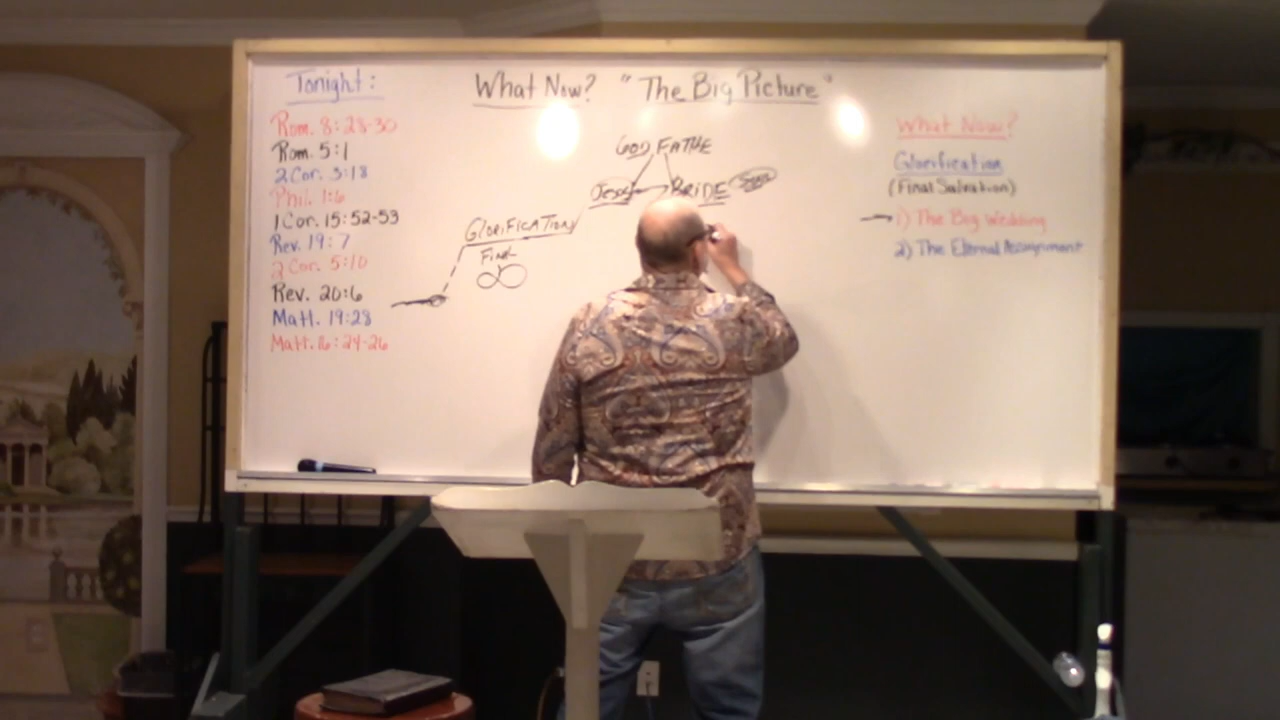 Tonight:
Rom. 8:28-30
Rom. 5:1
2 Cor. 3:18
Phil. 1:6
1 Cor. 15:52-53
Rev. 19:7
2 Cor. 5:10
Rev. 20:6
Matt. 19:28
Matt. 16:24-26
What Now? "The Big Picture"
GOD FATHE
JESUS BRIDE
GLORIFICATION
FINAL
What Now?
Glorification
(Final Salvation)
1) The Big Wedding
2) The Eternal Assignment